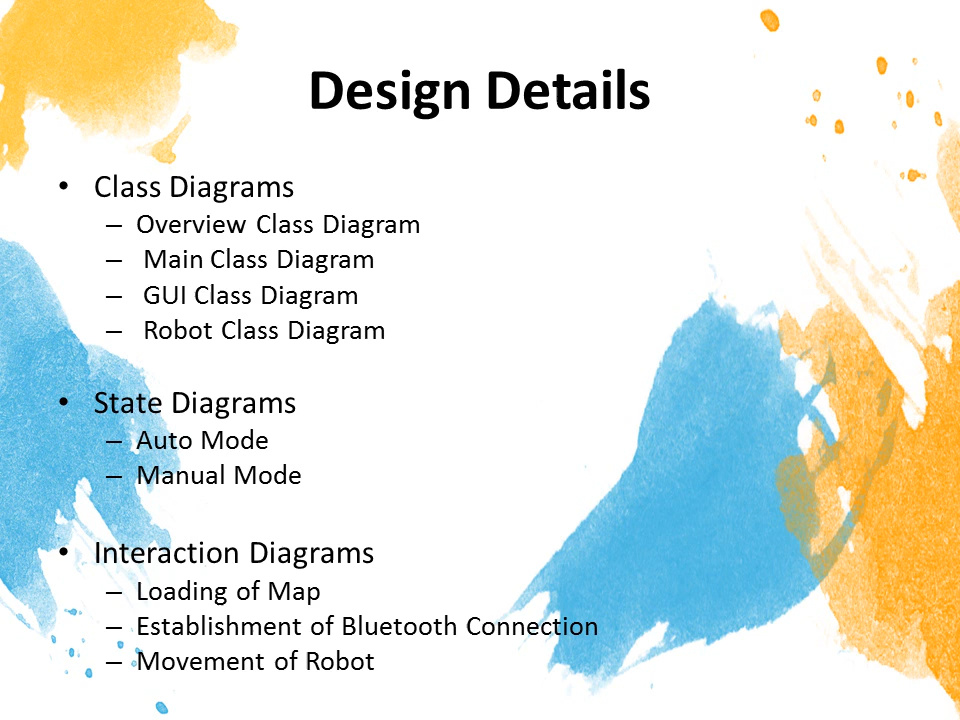 Design Details
• Class Diagrams
– Overview Class Diagram
– Main Class Diagram
– GUI Class Diagram
– Robot Class Diagram
• State Diagrams
– Auto Mode
– Manual Mode
• Interaction Diagrams
– Loading of Map
– Establishment of Bluetooth Connection
– Movement of Robot